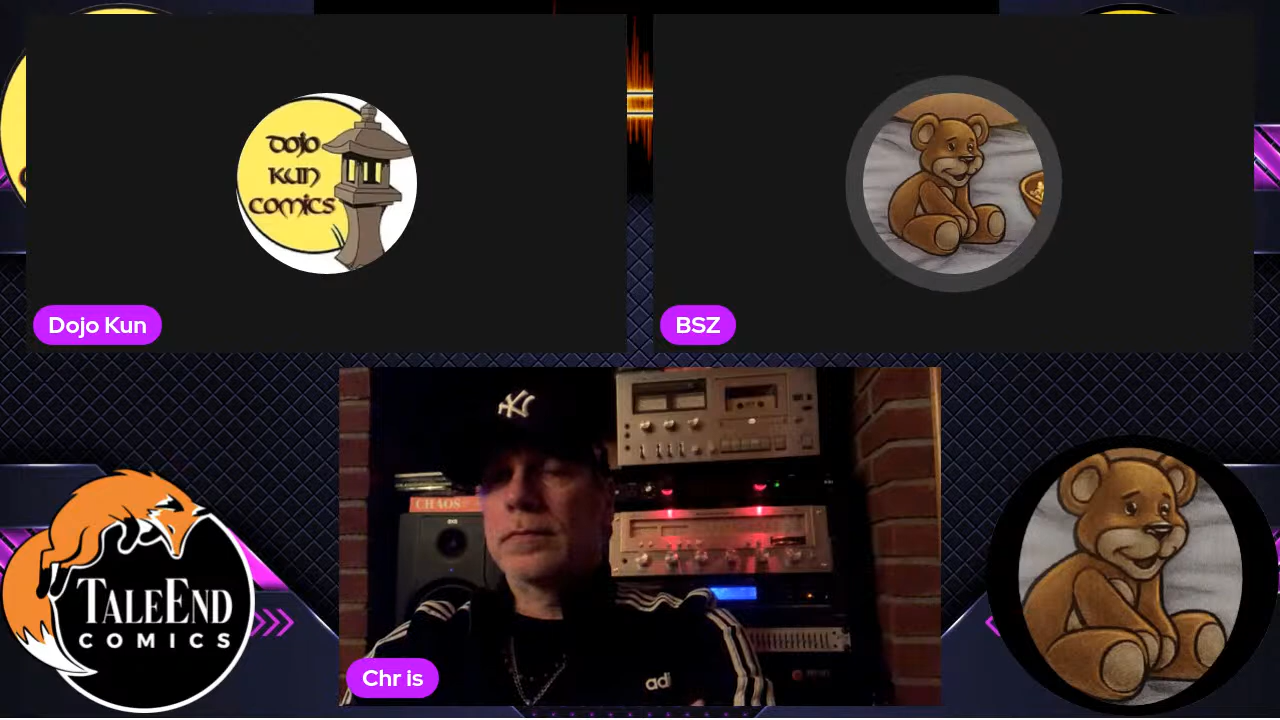 DOJO
KUN
COMICS
Dojo Kun
BSZ
CHAOS
NY
adi
Chr is
TALEEND
COMICS